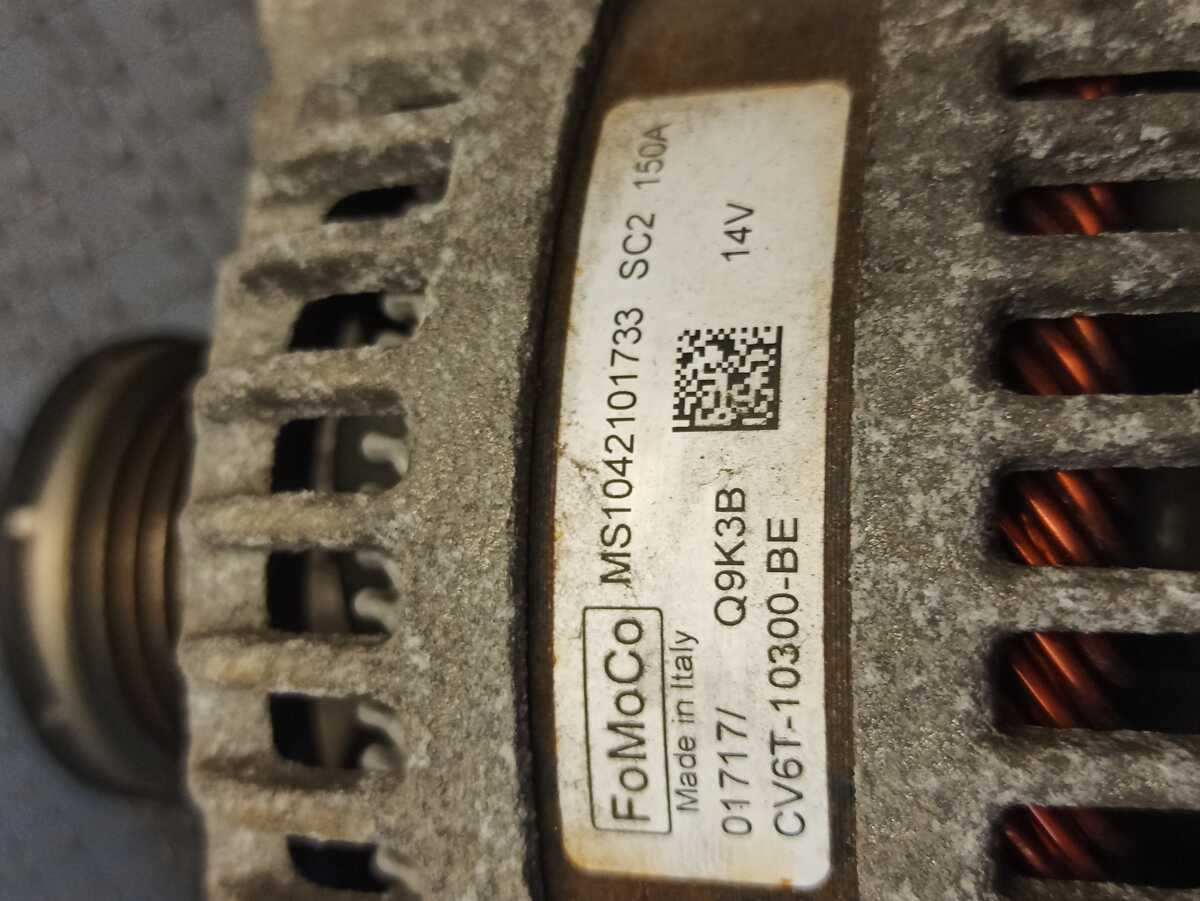 FoMoCo MS1042101733 SC2 150A
Made in Italy
01717/ Q9K3B 14V
CV6T-10300-BE